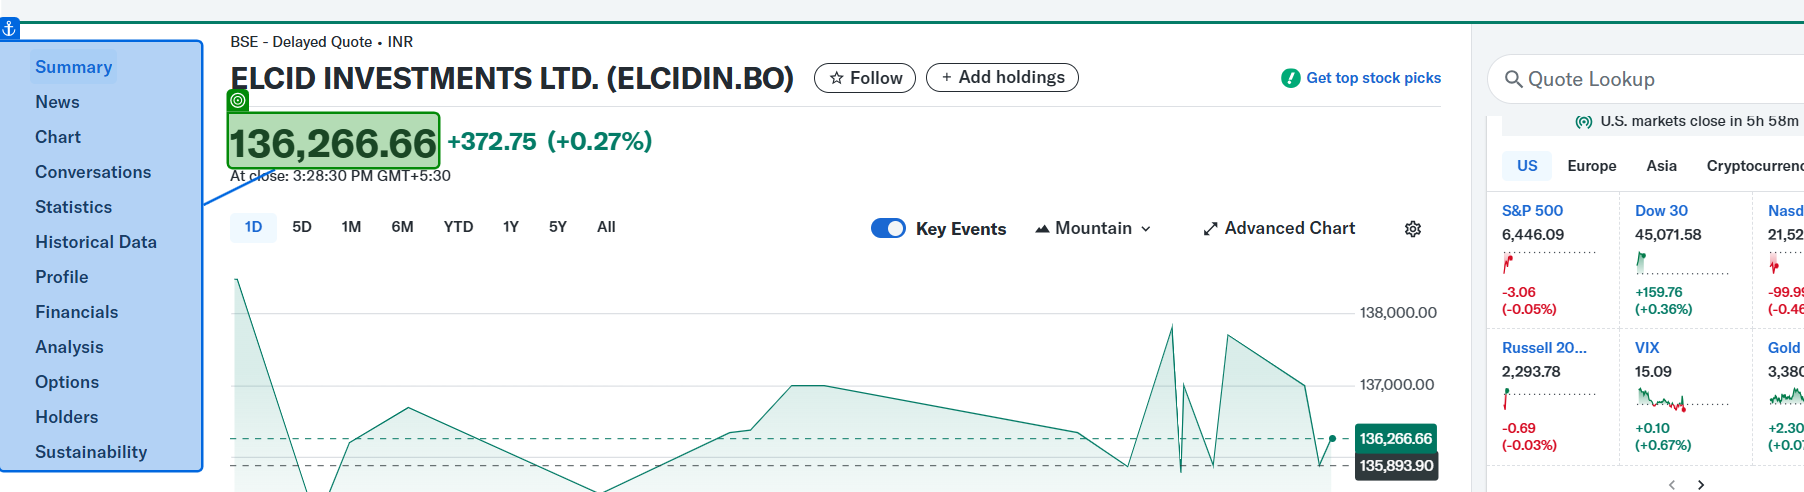 Summary
News
Chart
Conversations
Statistics
Historical Data
Profile
Financials
Analysis
Options
Holders
Sustainability
BSE - Delayed Quote • INR
ELCID INVESTMENTS LTD. (ELCIDIN.BO)
Follow
+ Add holdings
Get top stock picks
136,266.66 +372.75 (+0.27%)
At close: 3:28:30 PM GMT+5:30
1D 5D 1M 6M YTD 1Y 5Y All
Key Events
Mountain
Advanced Chart
138,000.00
137,000.00
136,266.66
135,893.90
Quote Lookup
U.S. markets close in 5h 58m
US Europe Asia Cryptocurrenc
S&P 500
6,446.09
-3.06
(-0.05%)
Dow 30
45,071.58
+159.76
(+0.36%)
Nasd
21,52
-99.9
(-0.46
Russell 20...
2,293.78
-0.69
(-0.03%)
VIX
15.09
+0.10
(+0.67%)
Gold
3,380
+2.30
(+0.0